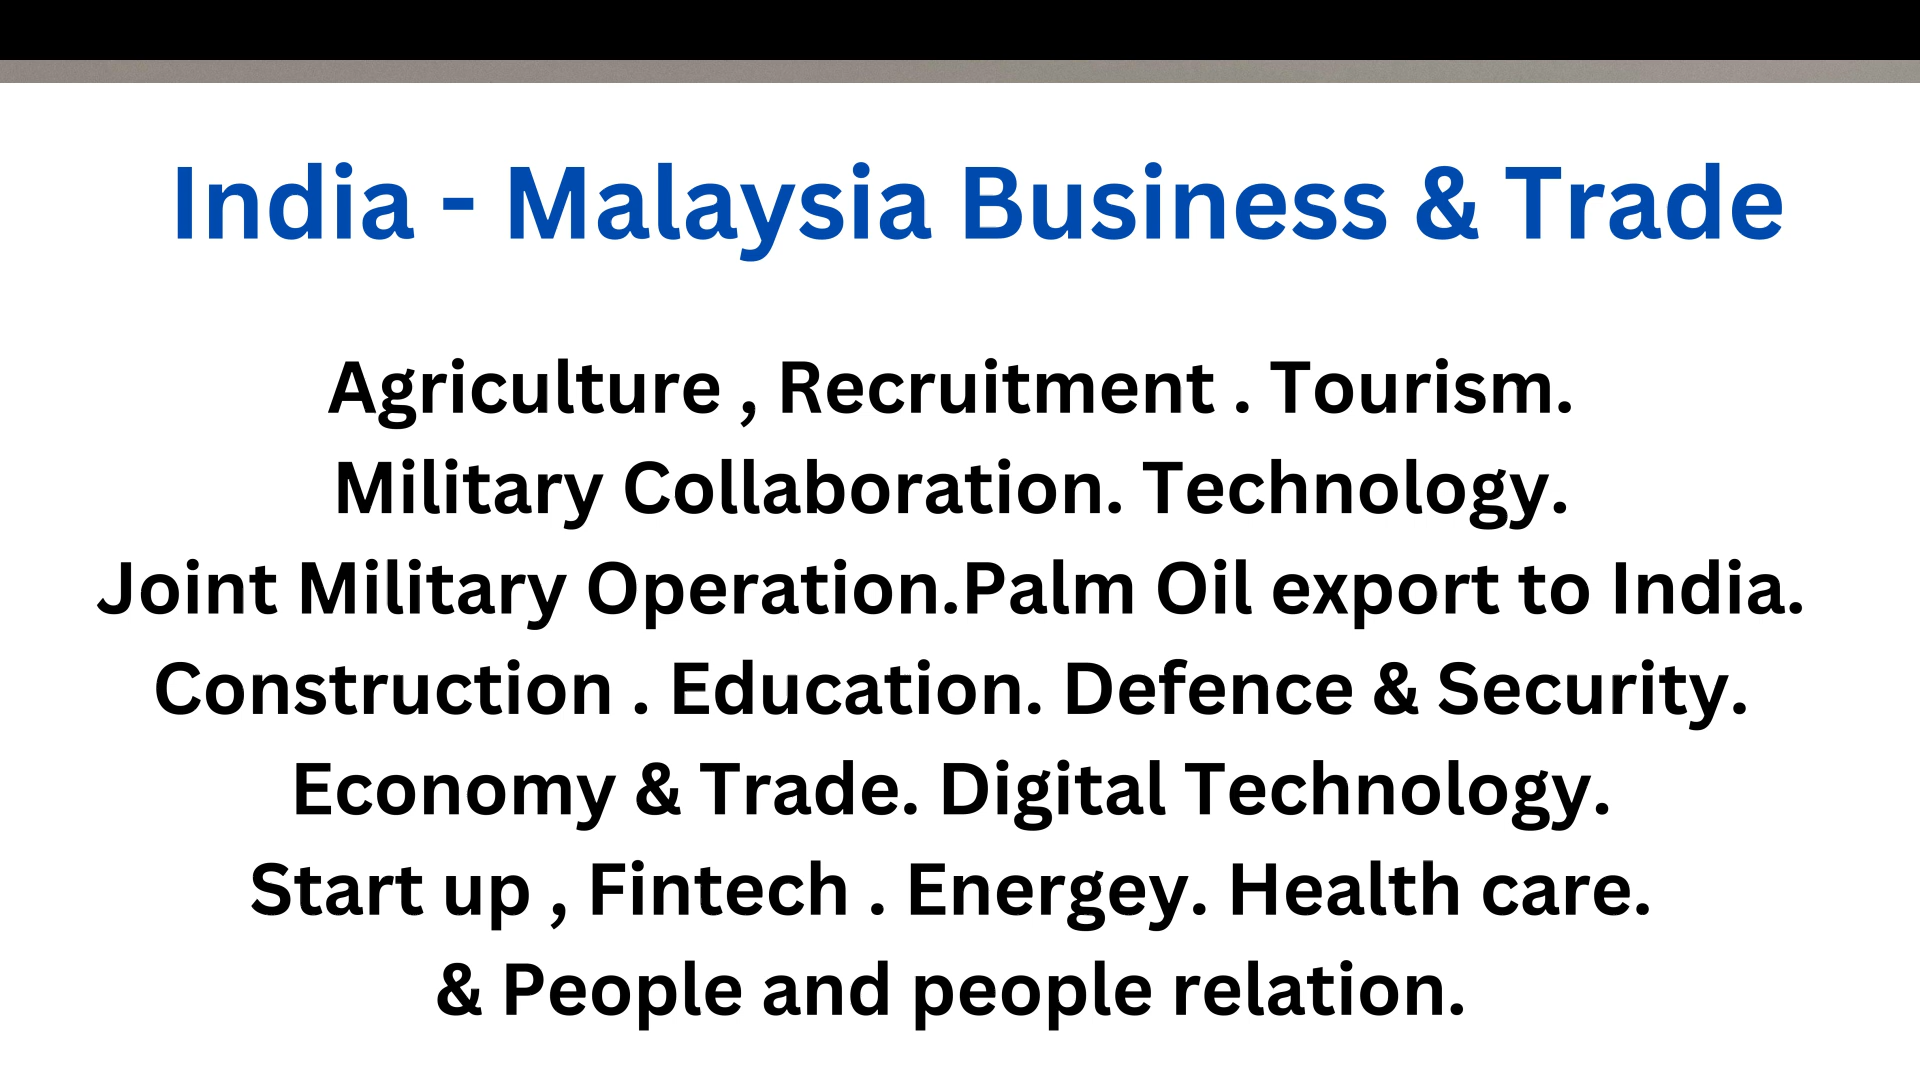 India - Malaysia Business & Trade
Agriculture , Recruitment . Tourism.
Military Collaboration. Technology.
Joint Military Operation.Palm Oil export to India.
Construction . Education. Defence & Security.
Economy & Trade. Digital Technology.
Start up , Fintech . Energey. Health care.
& People and people relation.